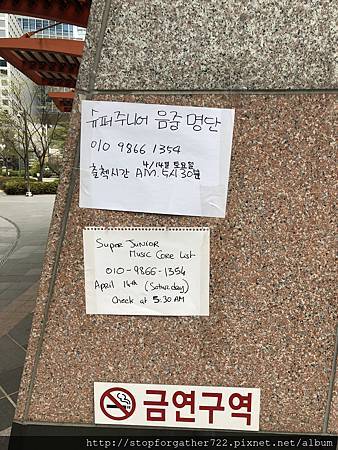 슈퍼주니어 음중 명단
010 9866 1354
4/14일 토요일
출첵시간 AM 5시 30분
SUPER JUNIOR
Music Core List
010-9866-1354
April 14th (Saturday)
Check at 5:30 AM
금연구역
http://stopforgather722.pixnet.net/album